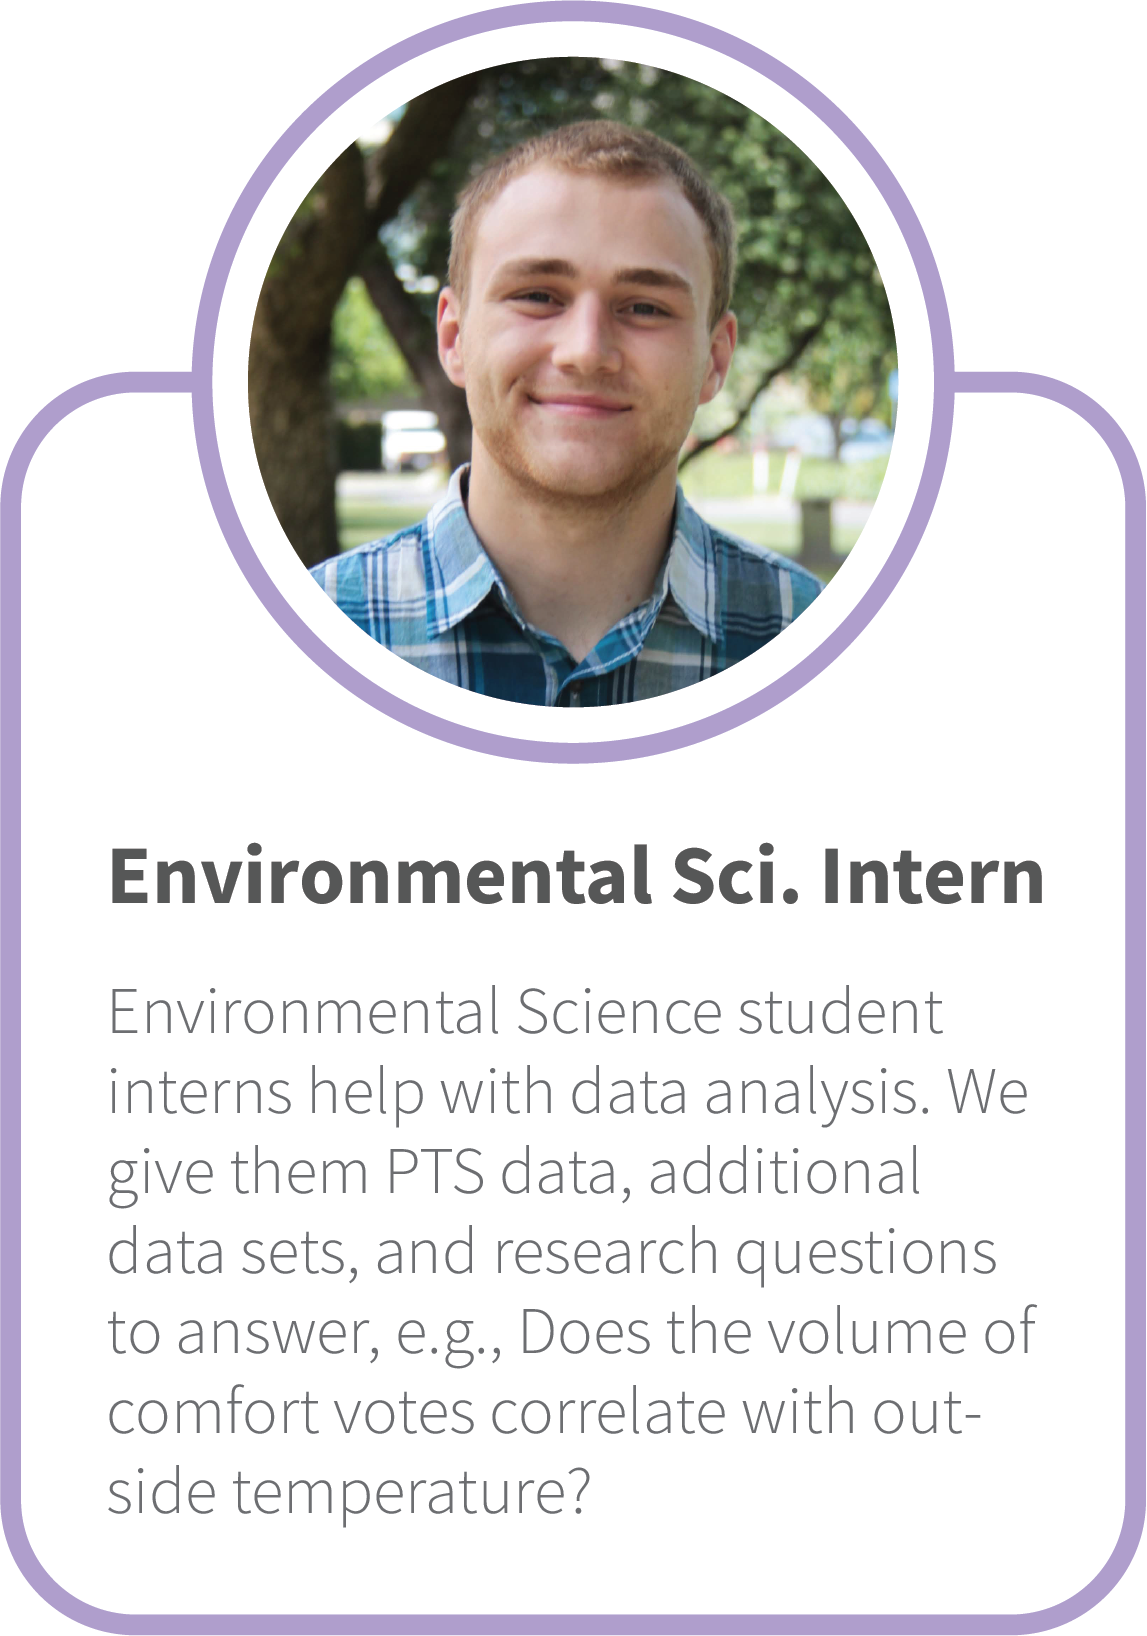 Environmental Sci. Intern
Environmental Science student
interns help with data analysis. We
give them PTS data, additional
data sets, and research questions
to answer, e.g., Does the volume of
comfort votes correlate with out-
side temperature?